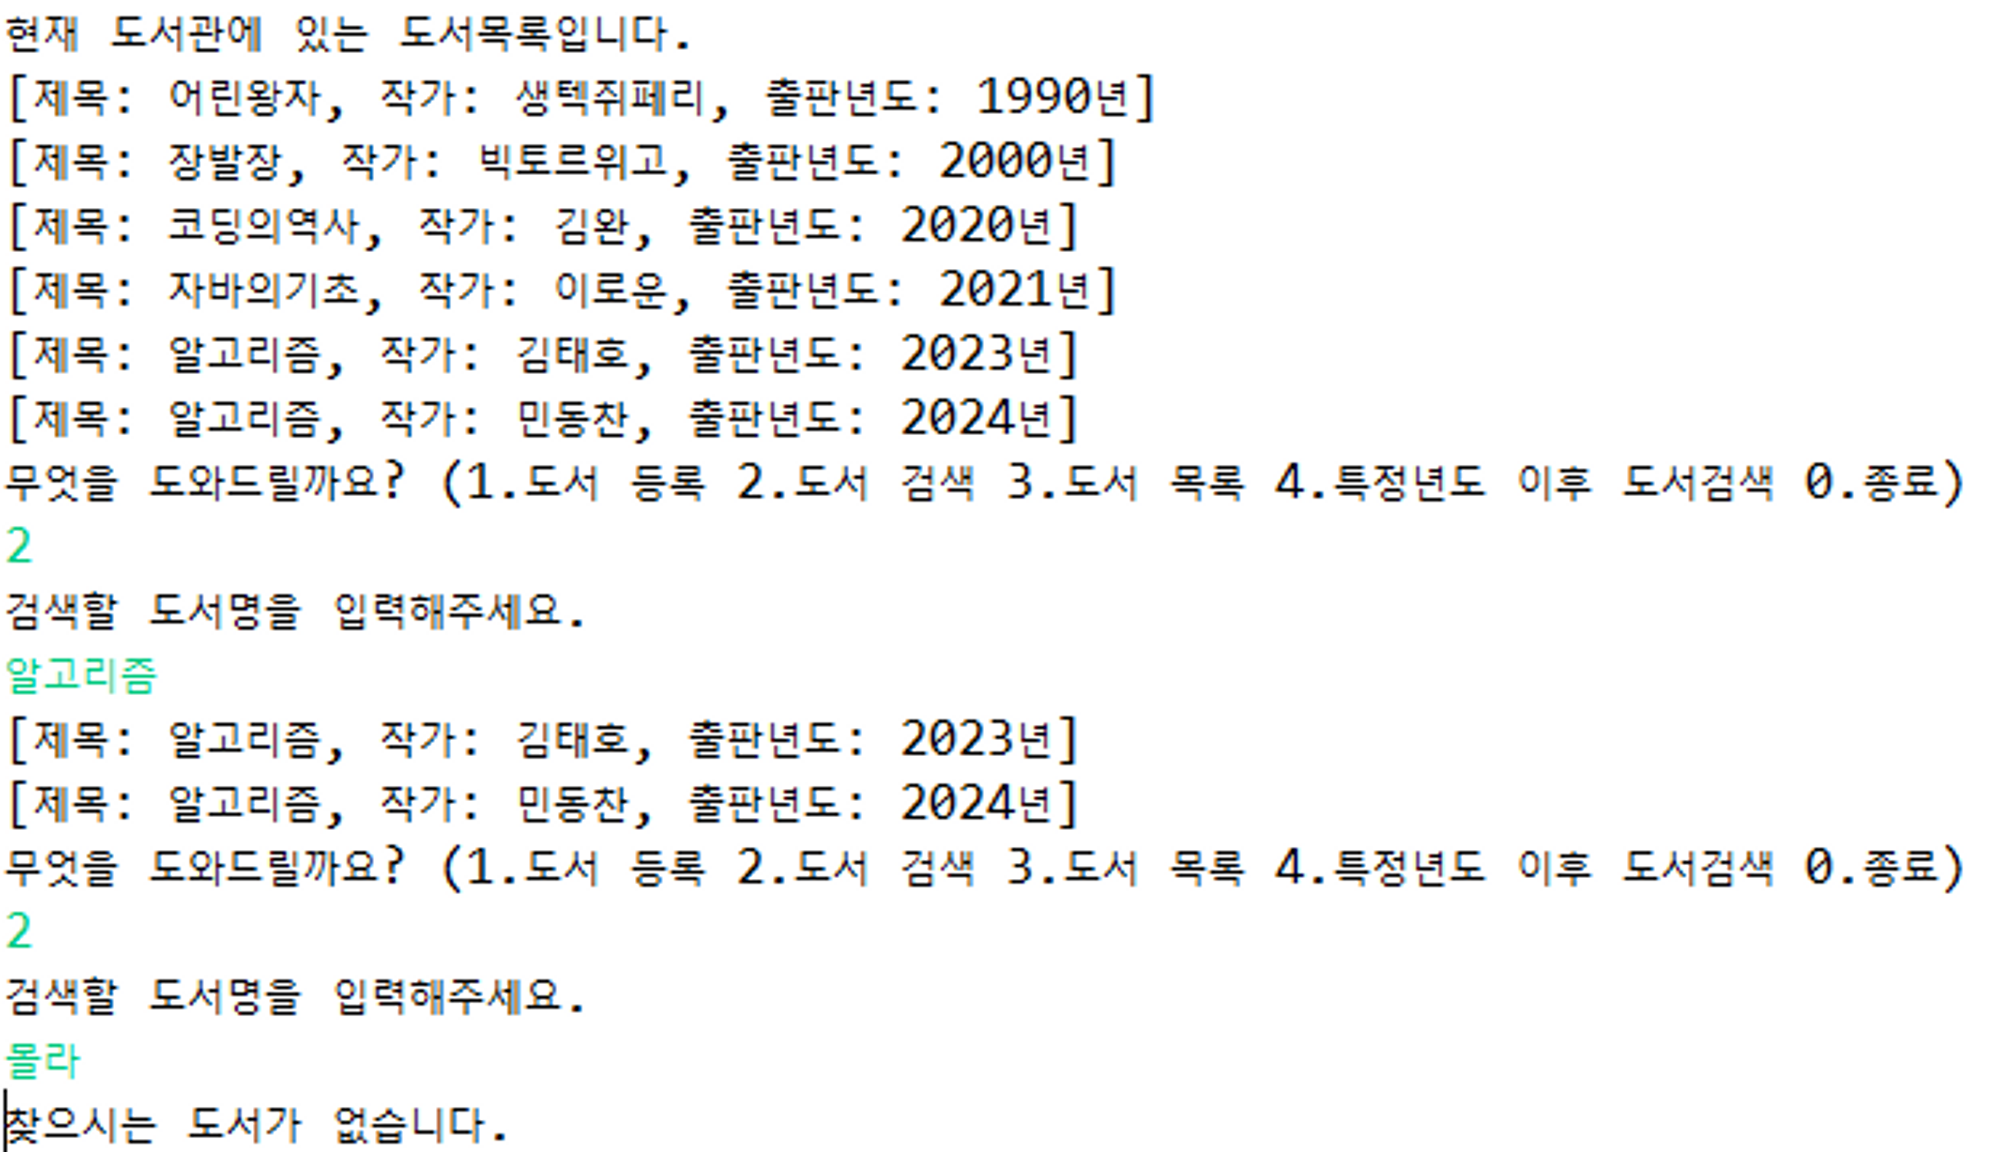 현재 도서관에 있는 도서목록입니다.
[제목: 어린왕자, 작가: 생텍쥐페리, 출판년도: 1990년]
[제목: 장발장, 작가: 빅토르위고, 출판년도: 2000년]
[제목: 코딩의역사, 작가: 김완, 출판년도: 2020년]
[제목: 자바의기초, 작가: 이로운, 출판년도: 2021년]
[제목: 알고리즘, 작가: 김태호, 출판년도: 2023년]
[제목: 알고리즘, 작가: 민동찬, 출판년도: 2024년]
무엇을 도와드릴까요? (1.도서 등록 2.도서 검색 3.도서 목록 4.특정년도 이후 도서검색 0.종료)
2
검색할 도서명을 입력해주세요.
알고리즘
[제목: 알고리즘, 작가: 김태호, 출판년도: 2023년]
[제목: 알고리즘, 작가: 민동찬, 출판년도: 2024년]
무엇을 도와드릴까요? (1.도서 등록 2.도서 검색 3.도서 목록 4.특정년도 이후 도서검색 0.종료)
2
검색할 도서명을 입력해주세요.
몰라
찾으시는 도서가 없습니다.